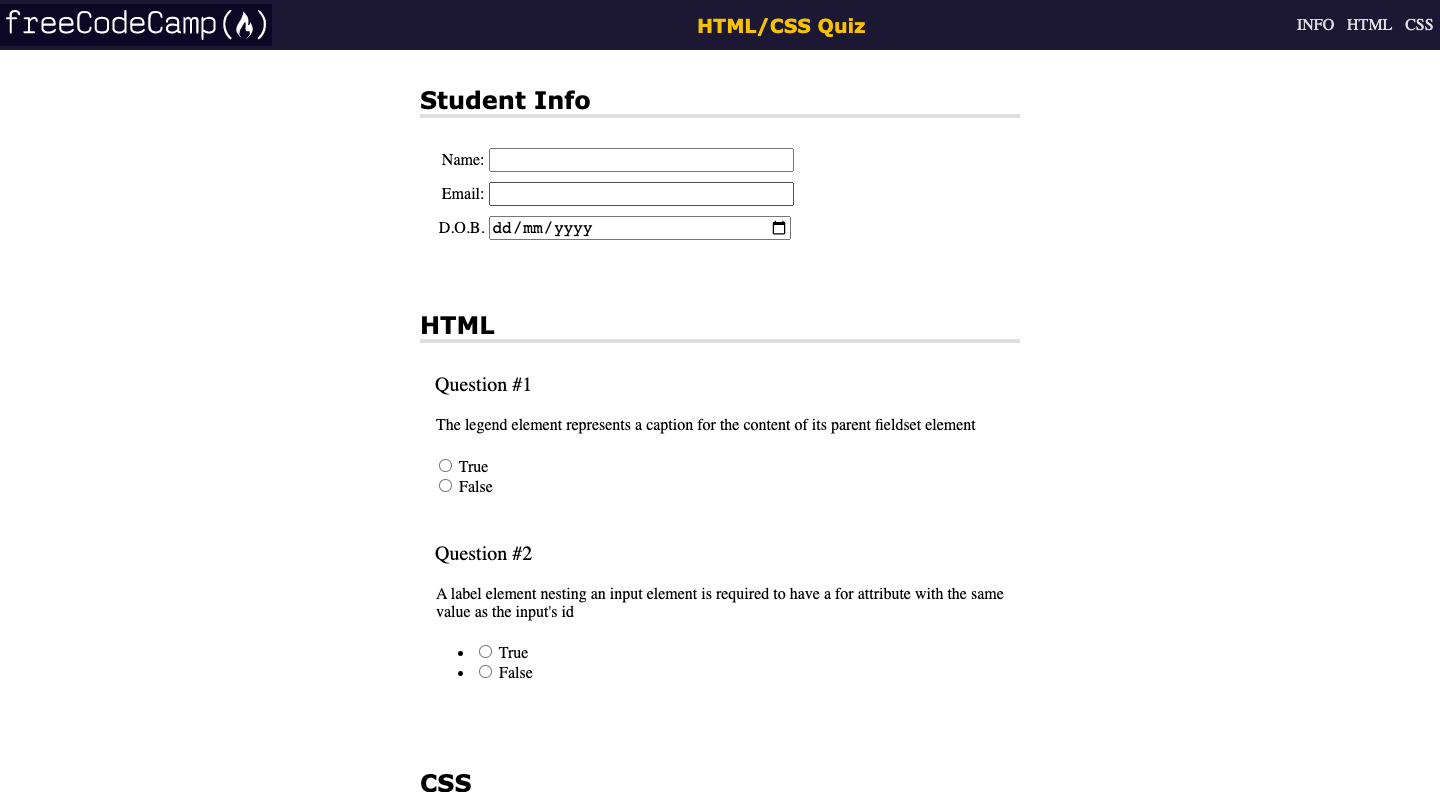 freeCodeCamp(🔥)
HTML/CSS Quiz
INFO HTML CSS
Student Info
Name:
Email:
D.O.B. dd/mm/yyyy
HTML
Question #1
The legend element represents a caption for the content of its parent fieldset element
True
False
Question #2
A label element nesting an input element is required to have a for attribute with the same
value as the input's id
• True
• False
CSS